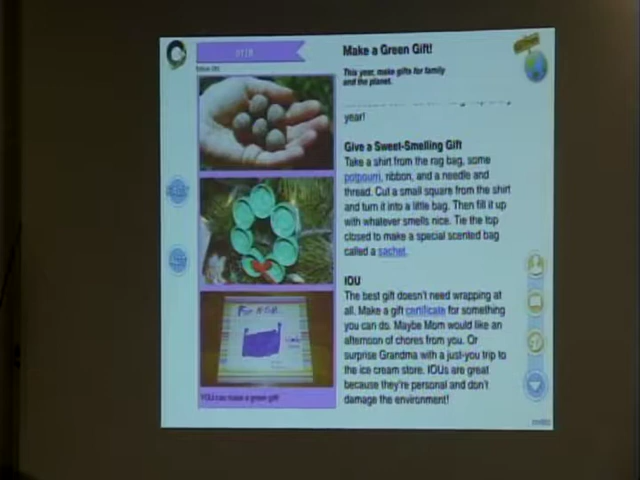 Make a Green Gift!
This year, make gifts for family
and the planet.
year!
Give a Sweet-Smelling Gift
Take a shirt from the rag bag, some
potpourri, ribbon, and a needle and
thread. Cut a small square from the shirt
and turn it into a little bag. Then fill it up
with whatever smells nice. Tie the top
closed to make a special scented bag
called a sachet.
IOU
The best gift doesn't need wrapping at
all. Make a gift certificate for something
you can do. Maybe Mom would like an
afternoon of chores from you. Or
surprise Grandma with a just-you trip to
the ice cream store. IOUs are great
because they're personal and don't
damage the environment!
YOU can make a green gift!